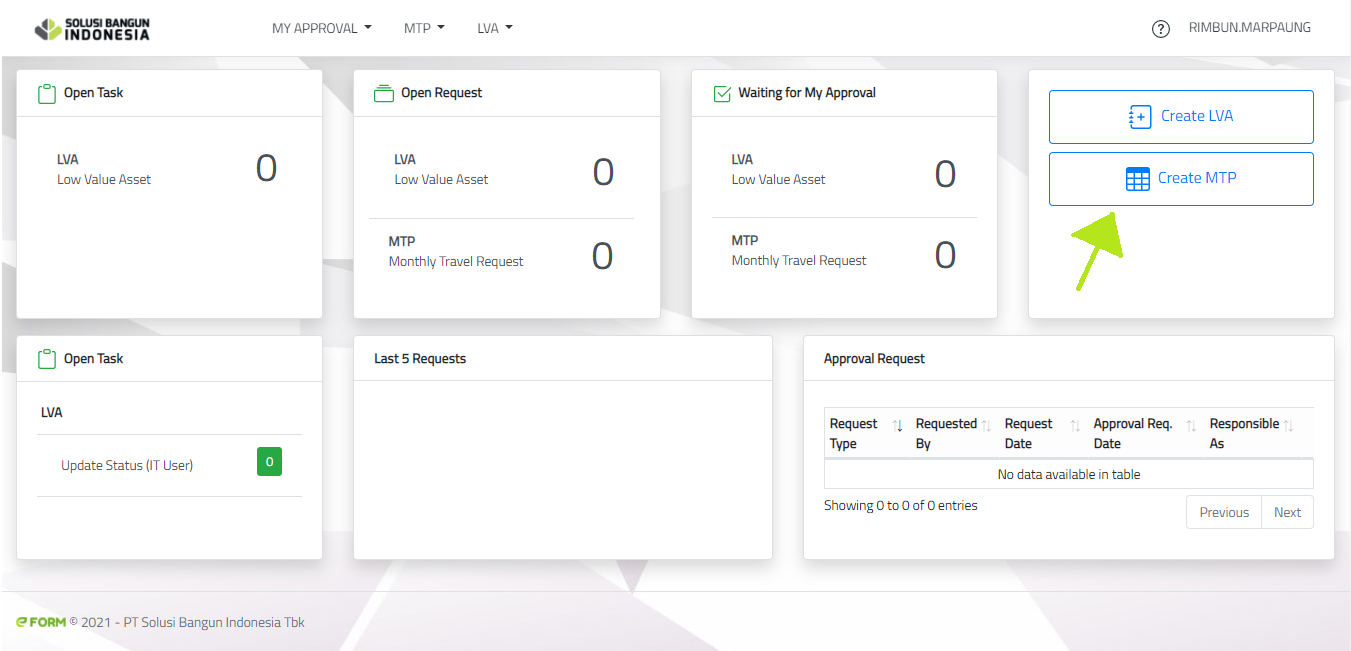 SOLUSI BANGUN
INDONESIA
MY APPROVAL
MTP
LVA
RIMBUN.MARPAUNG
Open Task
LVA
Low Value Asset
0
Open Request
LVA
Low Value Asset
0
MTP
Monthly Travel Request
0
Waiting for My Approval
LVA
Low Value Asset
0
MTP
Monthly Travel Request
0
Create LVA
Create MTP
Open Task
LVA
Update Status (IT User)
0
Last 5 Requests
Approval Request
Request Type
Requested By
Request Date
Approval Req. Date
Responsible As
No data available in table
Showing 0 to 0 of 0 entries
Previous
Next
eFORM © 2021 - PT Solusi Bangun Indonesia Tbk